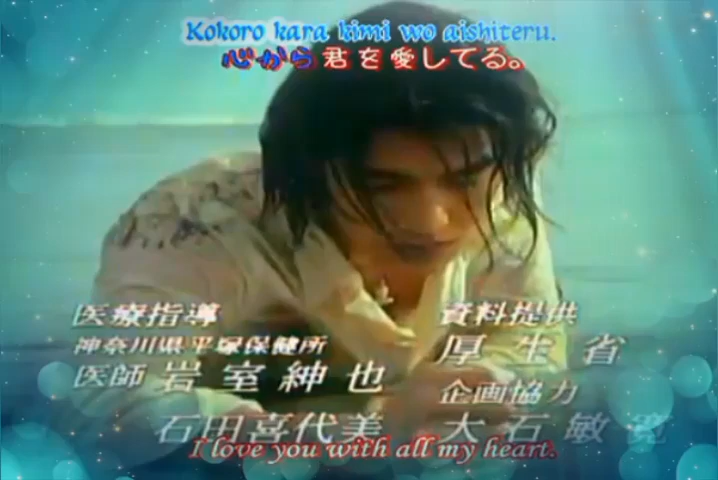 Kokoro kara kimi wo aishiteru.
心から君を愛してる。
医療指導
神奈川県平塚保健所
医師 岩室紳也
石田喜代美
資料提供
厚生省
企画協力
大石敏寛
I love you with all my heart.